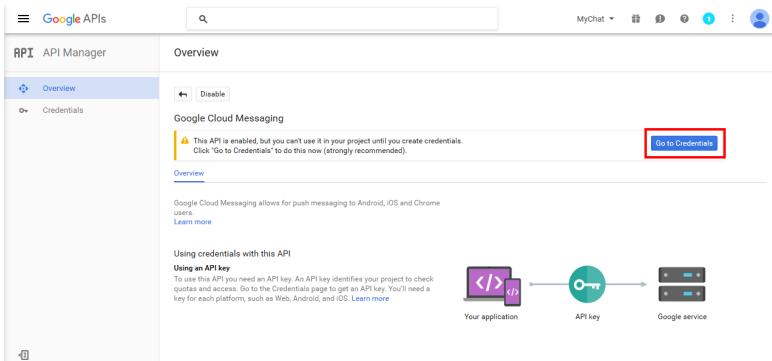 Google APIs
MyChat
1
API API Manager
Overview
Overview
Credentials
Disable
Google Cloud Messaging
This API is enabled, but you can't use it in your project until you create credentials.
Click "Go to Credentials" to do this now (strongly recommended).
Go to Credentials
Overview
Google Cloud Messaging allows for push messaging to Android, iOS and Chrome
users.
Learn more
Using credentials with this API
Using an API key
To use this API you need an API key. An API key identifies your project to check
quotas and access. Go to the Credentials page to get an API key. You'll need a
key for each platform, such as Web, Android, and iOS. Learn more
</>
</>
Your application
API key
Google service